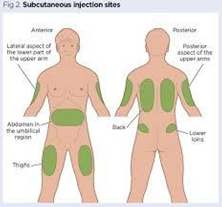 Fig 2. Subcutaneous injection sites
Anterior
Posterior
Lateral aspect of
the lower part of
the upper arm
Posterior
aspect of the
upper arms
Abdomen in
the umbilical
region
Back
Lower
loins
Thighs